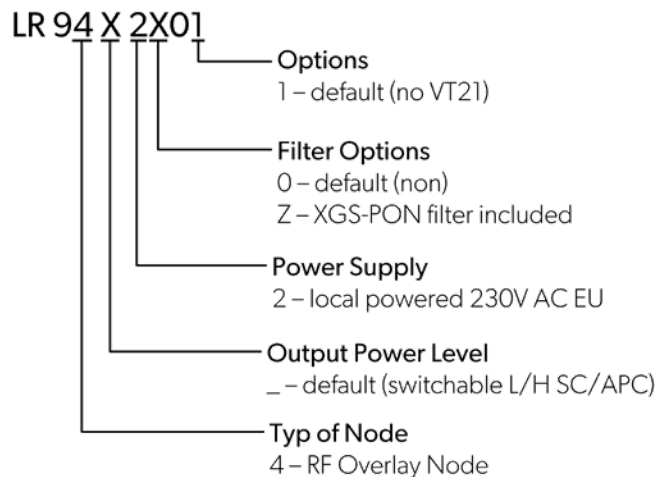 LR 94 X 2X01
Options
1 – default (no VT21)
Filter Options
0 – default (non)
Z – XGS-PON filter included
Power Supply
2 – local powered 230V AC EU
Output Power Level
_ – default (switchable L/H SC/APC)
Typ of Node
4 – RF Overlay Node